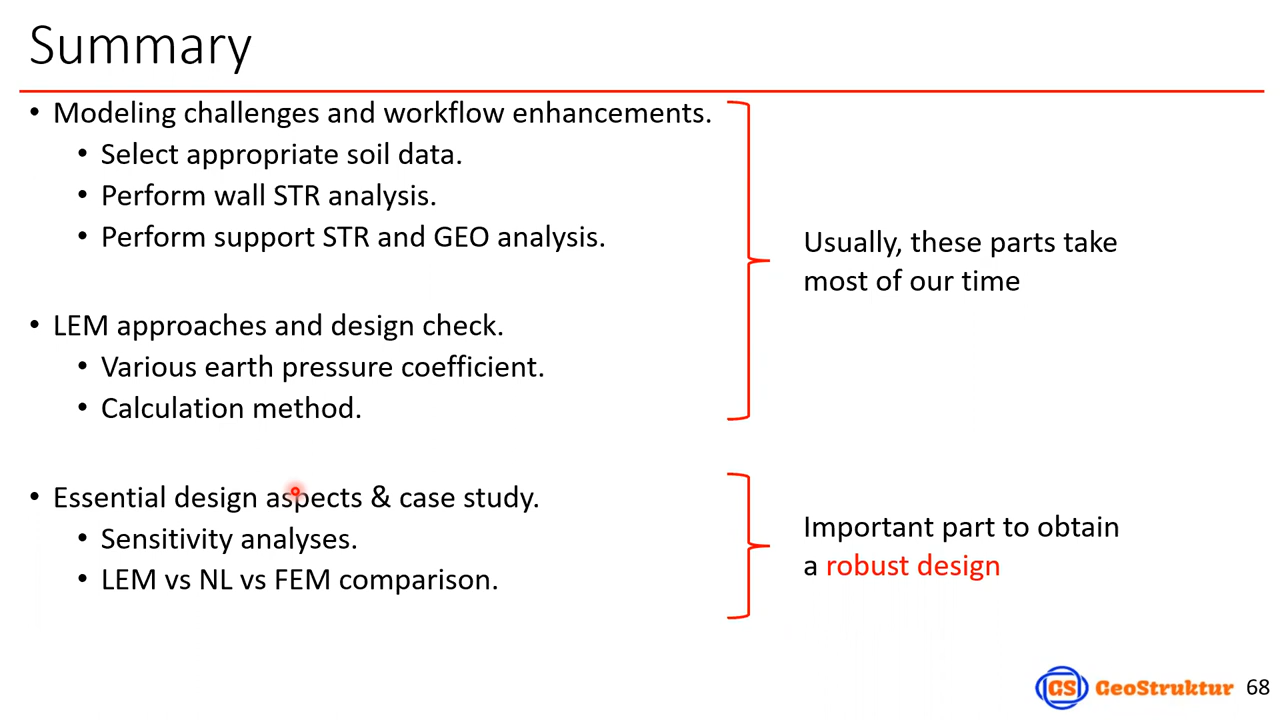 Summary
• Modeling challenges and workflow enhancements.
• Select appropriate soil data.
• Perform wall STR analysis.
• Perform support STR and GEO analysis.
Usually, these parts take
most of our time
• LEM approaches and design check.
• Various earth pressure coefficient.
• Calculation method.
• Essential design aspects & case study.
• Sensitivity analyses.
• LEM vs NL vs FEM comparison.
Important part to obtain
a robust design
GS GeoStruktur 68